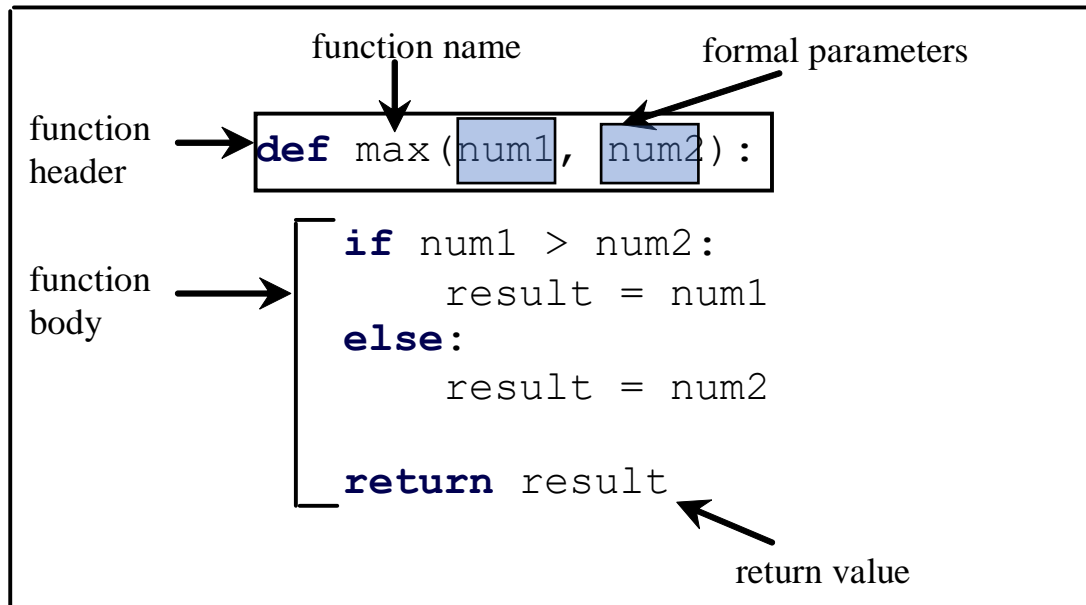 function name
formal parameters
function
header
def max(num1, num2):
if num1 > num2:
result = num1
function
body
else:
result = num2
return result
return value